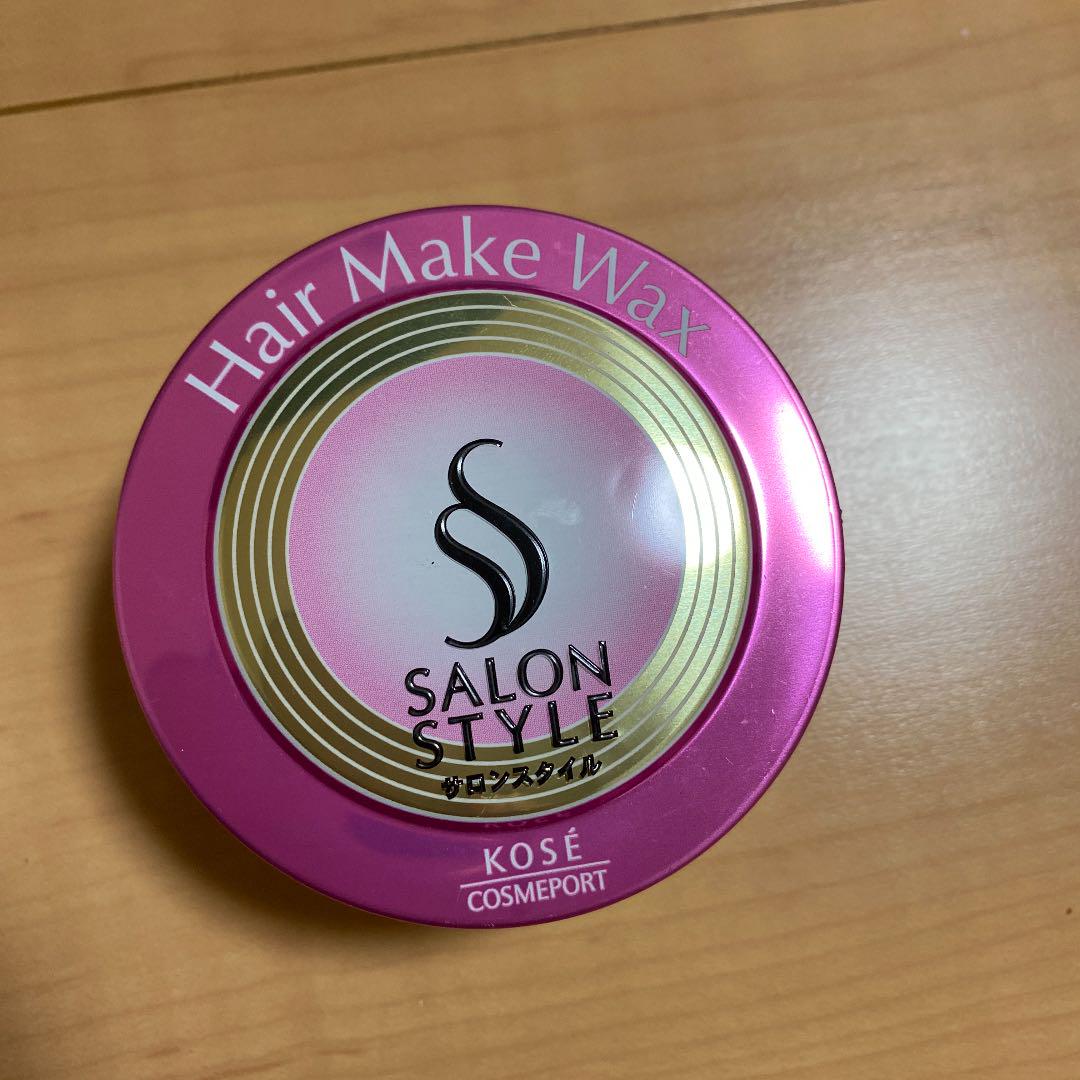 Hair Make Wax
SALON
STYLE
サロンスタイル
KOSÉ
COSMEPORT